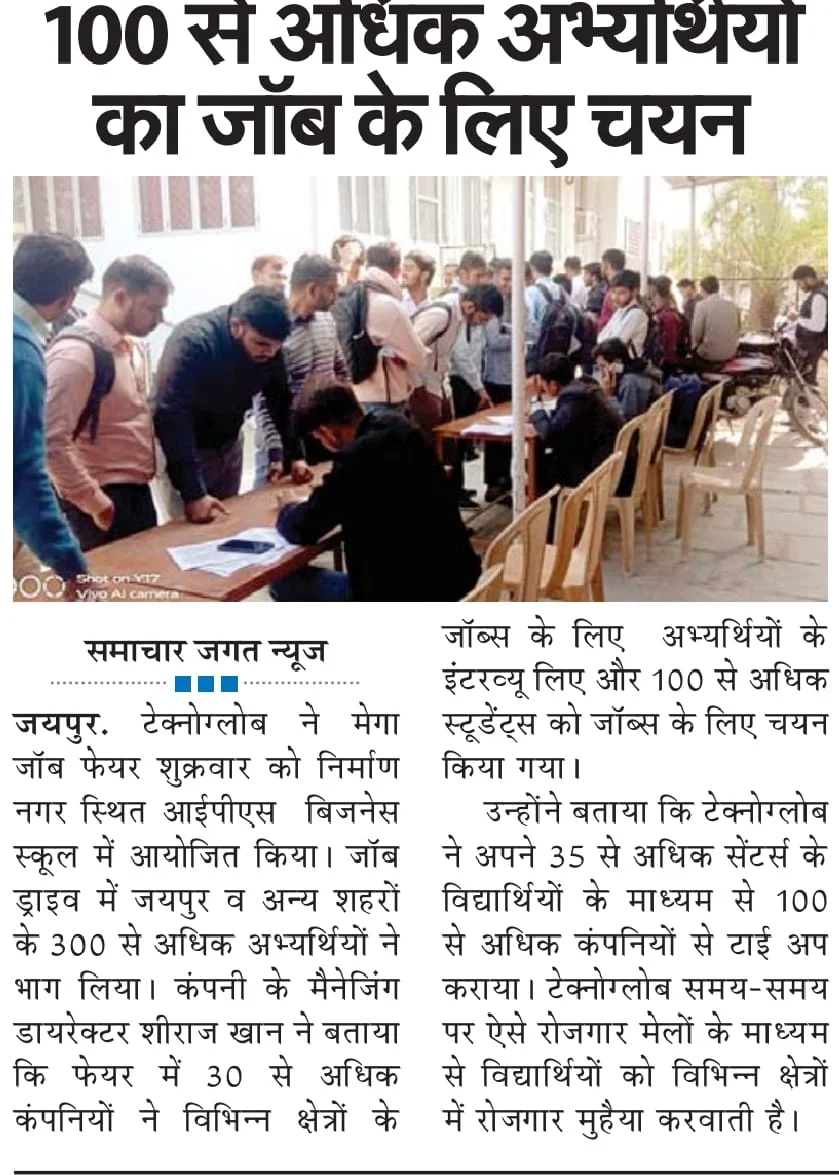 100 से अधिक अभ्यर्थियों
का जॉब के लिए चयन
Shot on Y17
Vivo AI camera
समाचार जगत न्यूज
जयपुर. टेक्नोग्लोब ने मेगा
जॉब फेयर शुक्रवार को निर्माण
नगर स्थित आईपीएस बिजनेस
स्कूल में आयोजित किया। जॉब
ड्राइव में जयपुर व अन्य शहरों
के 300 से अधिक अभ्यर्थियों ने
भाग लिया। कंपनी के मैनेजिंग
डायरेक्टर शीराज खान ने बताया
कि फेयर में 30 से अधिक
कंपनियों ने विभिन्न क्षेत्रों के
जॉब्स के लिए अभ्यर्थियों के
इंटरव्यू लिए और 100 से अधिक
स्टूडेंट्स को जॉब्स के लिए चयन
किया गया।
उन्होंने बताया कि टेक्नोग्लोब
ने अपने 35 से अधिक सेंटर्स के
विद्यार्थियों के माध्यम से 100
से अधिक कंपनियों से टाई अप
कराया। टेक्नोग्लोब समय-समय
पर ऐसे रोजगार मेलों के माध्यम
से विद्यार्थियों को विभिन्न क्षेत्रों
में रोजगार मुहैया करवाती है।